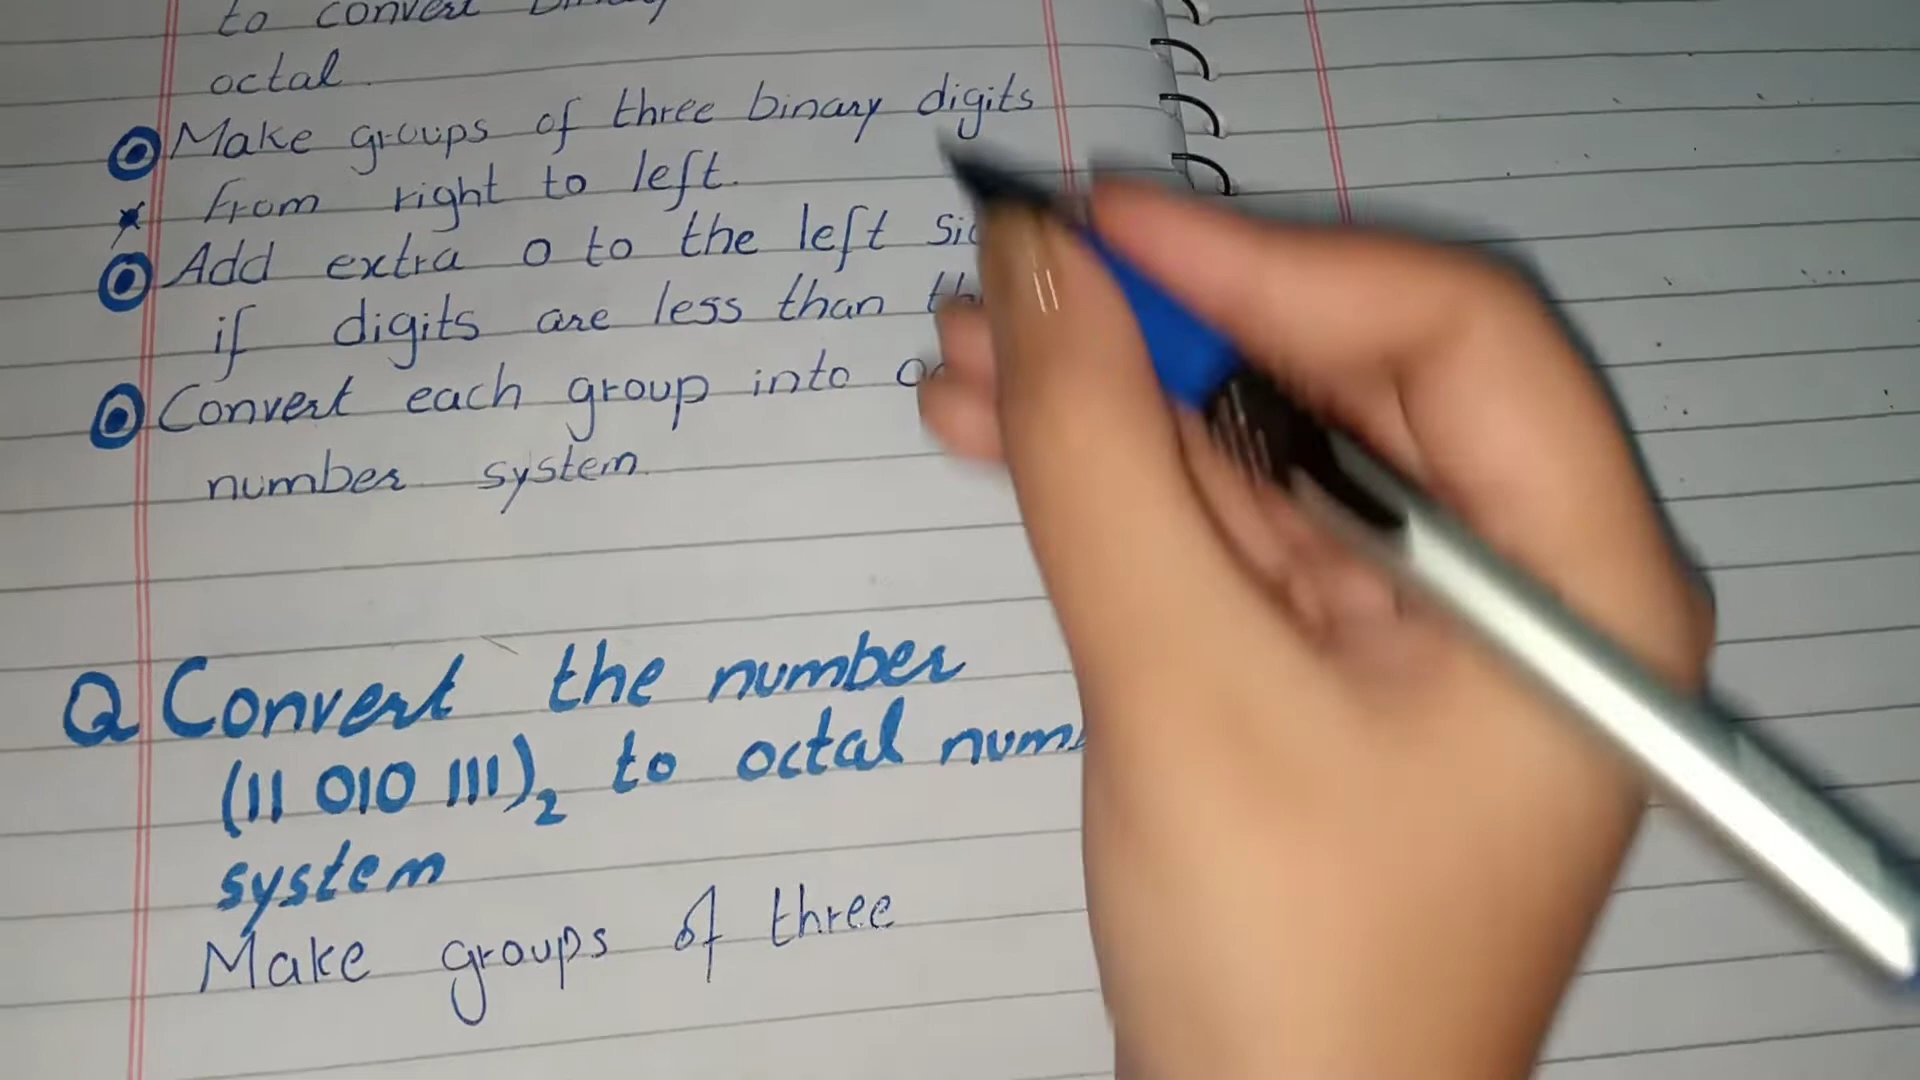 to convert binary
octal.
Make groups of three binary digits
from right to left.
Add extra 0 to the left
if digits are less than
Convert each group into
number system.
Q Convert the number
(11 010 111)2 to octal
system
Make groups of three